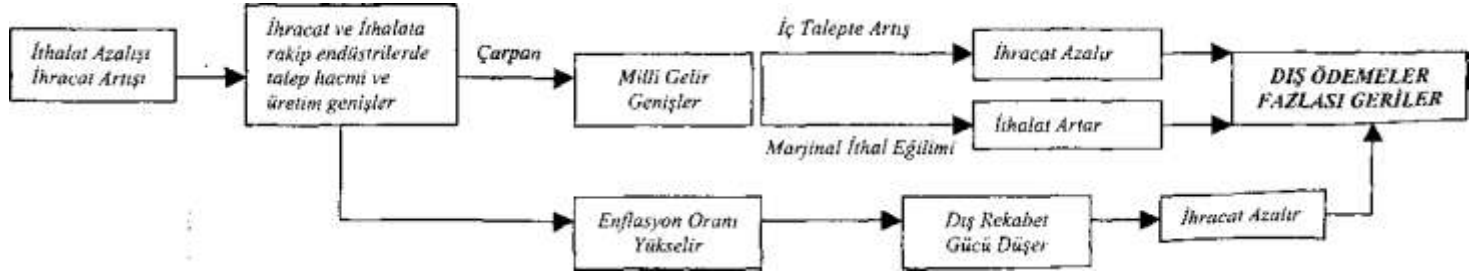 İthalat Azalışı
İhracat Artışı
İhracat ve İthalata
rakip endüstrilerde
talep hacmi ve
üretim genişler
Çarpan
Milli Gelir
Genişler
İç Talepte Artış
İhracat Azalır
Marjinal İthal Eğilimi
İthalat Artar
DIŞ ÖDEMELER
FAZLASI GERİLER
Enflasyon Oranı
Yükselir
Dış Rekabet
Gücü Düşer
İhracat Azalır